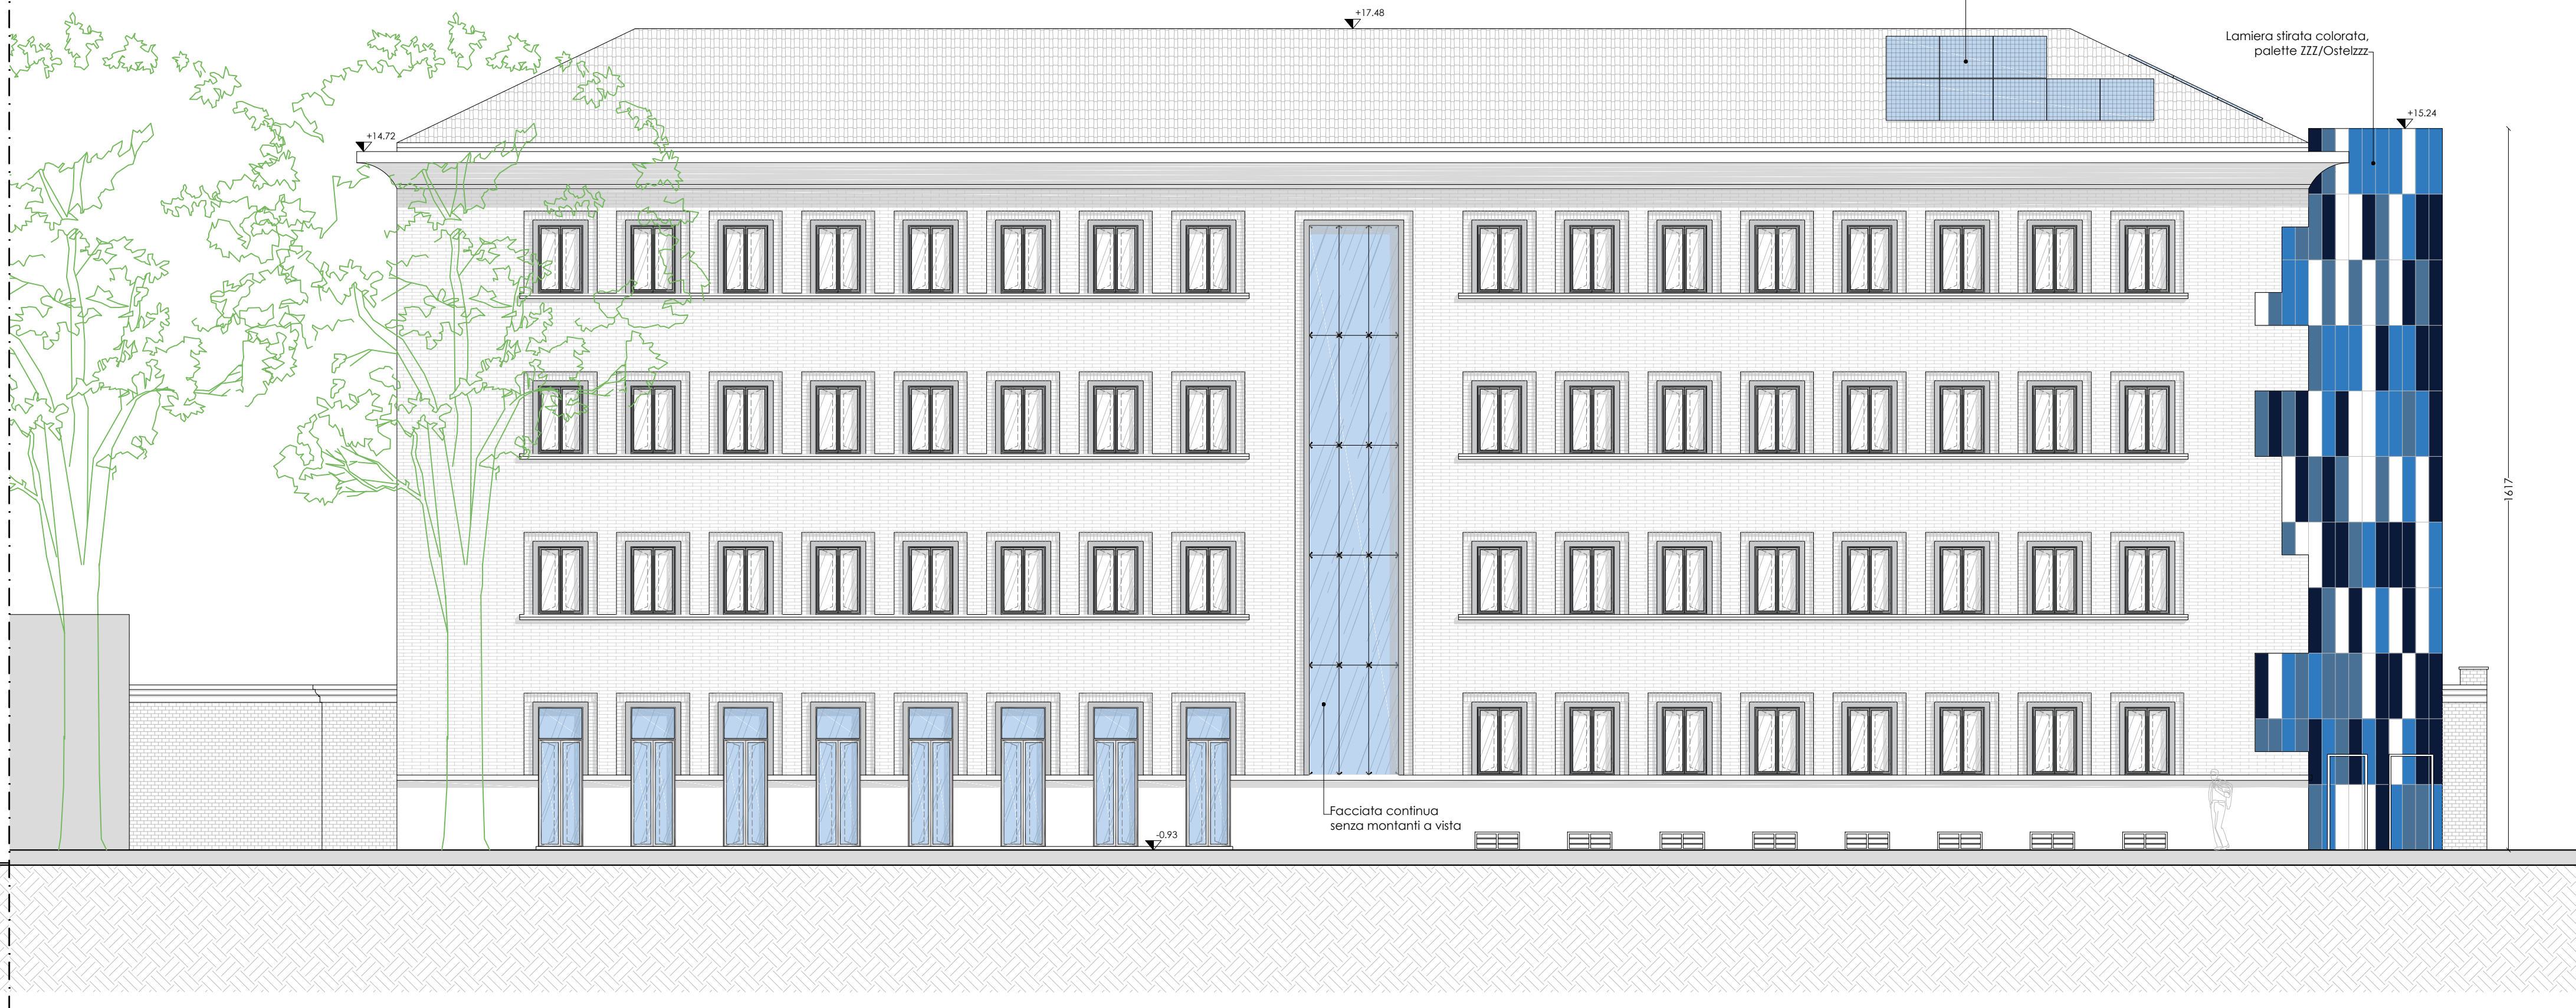 +17.48
Lamiera stirata colorata,
palette ZZZ/Ostelzzz
+15.24
+14.72
1617
Facciata continua
senza montanti a vista
-0.93